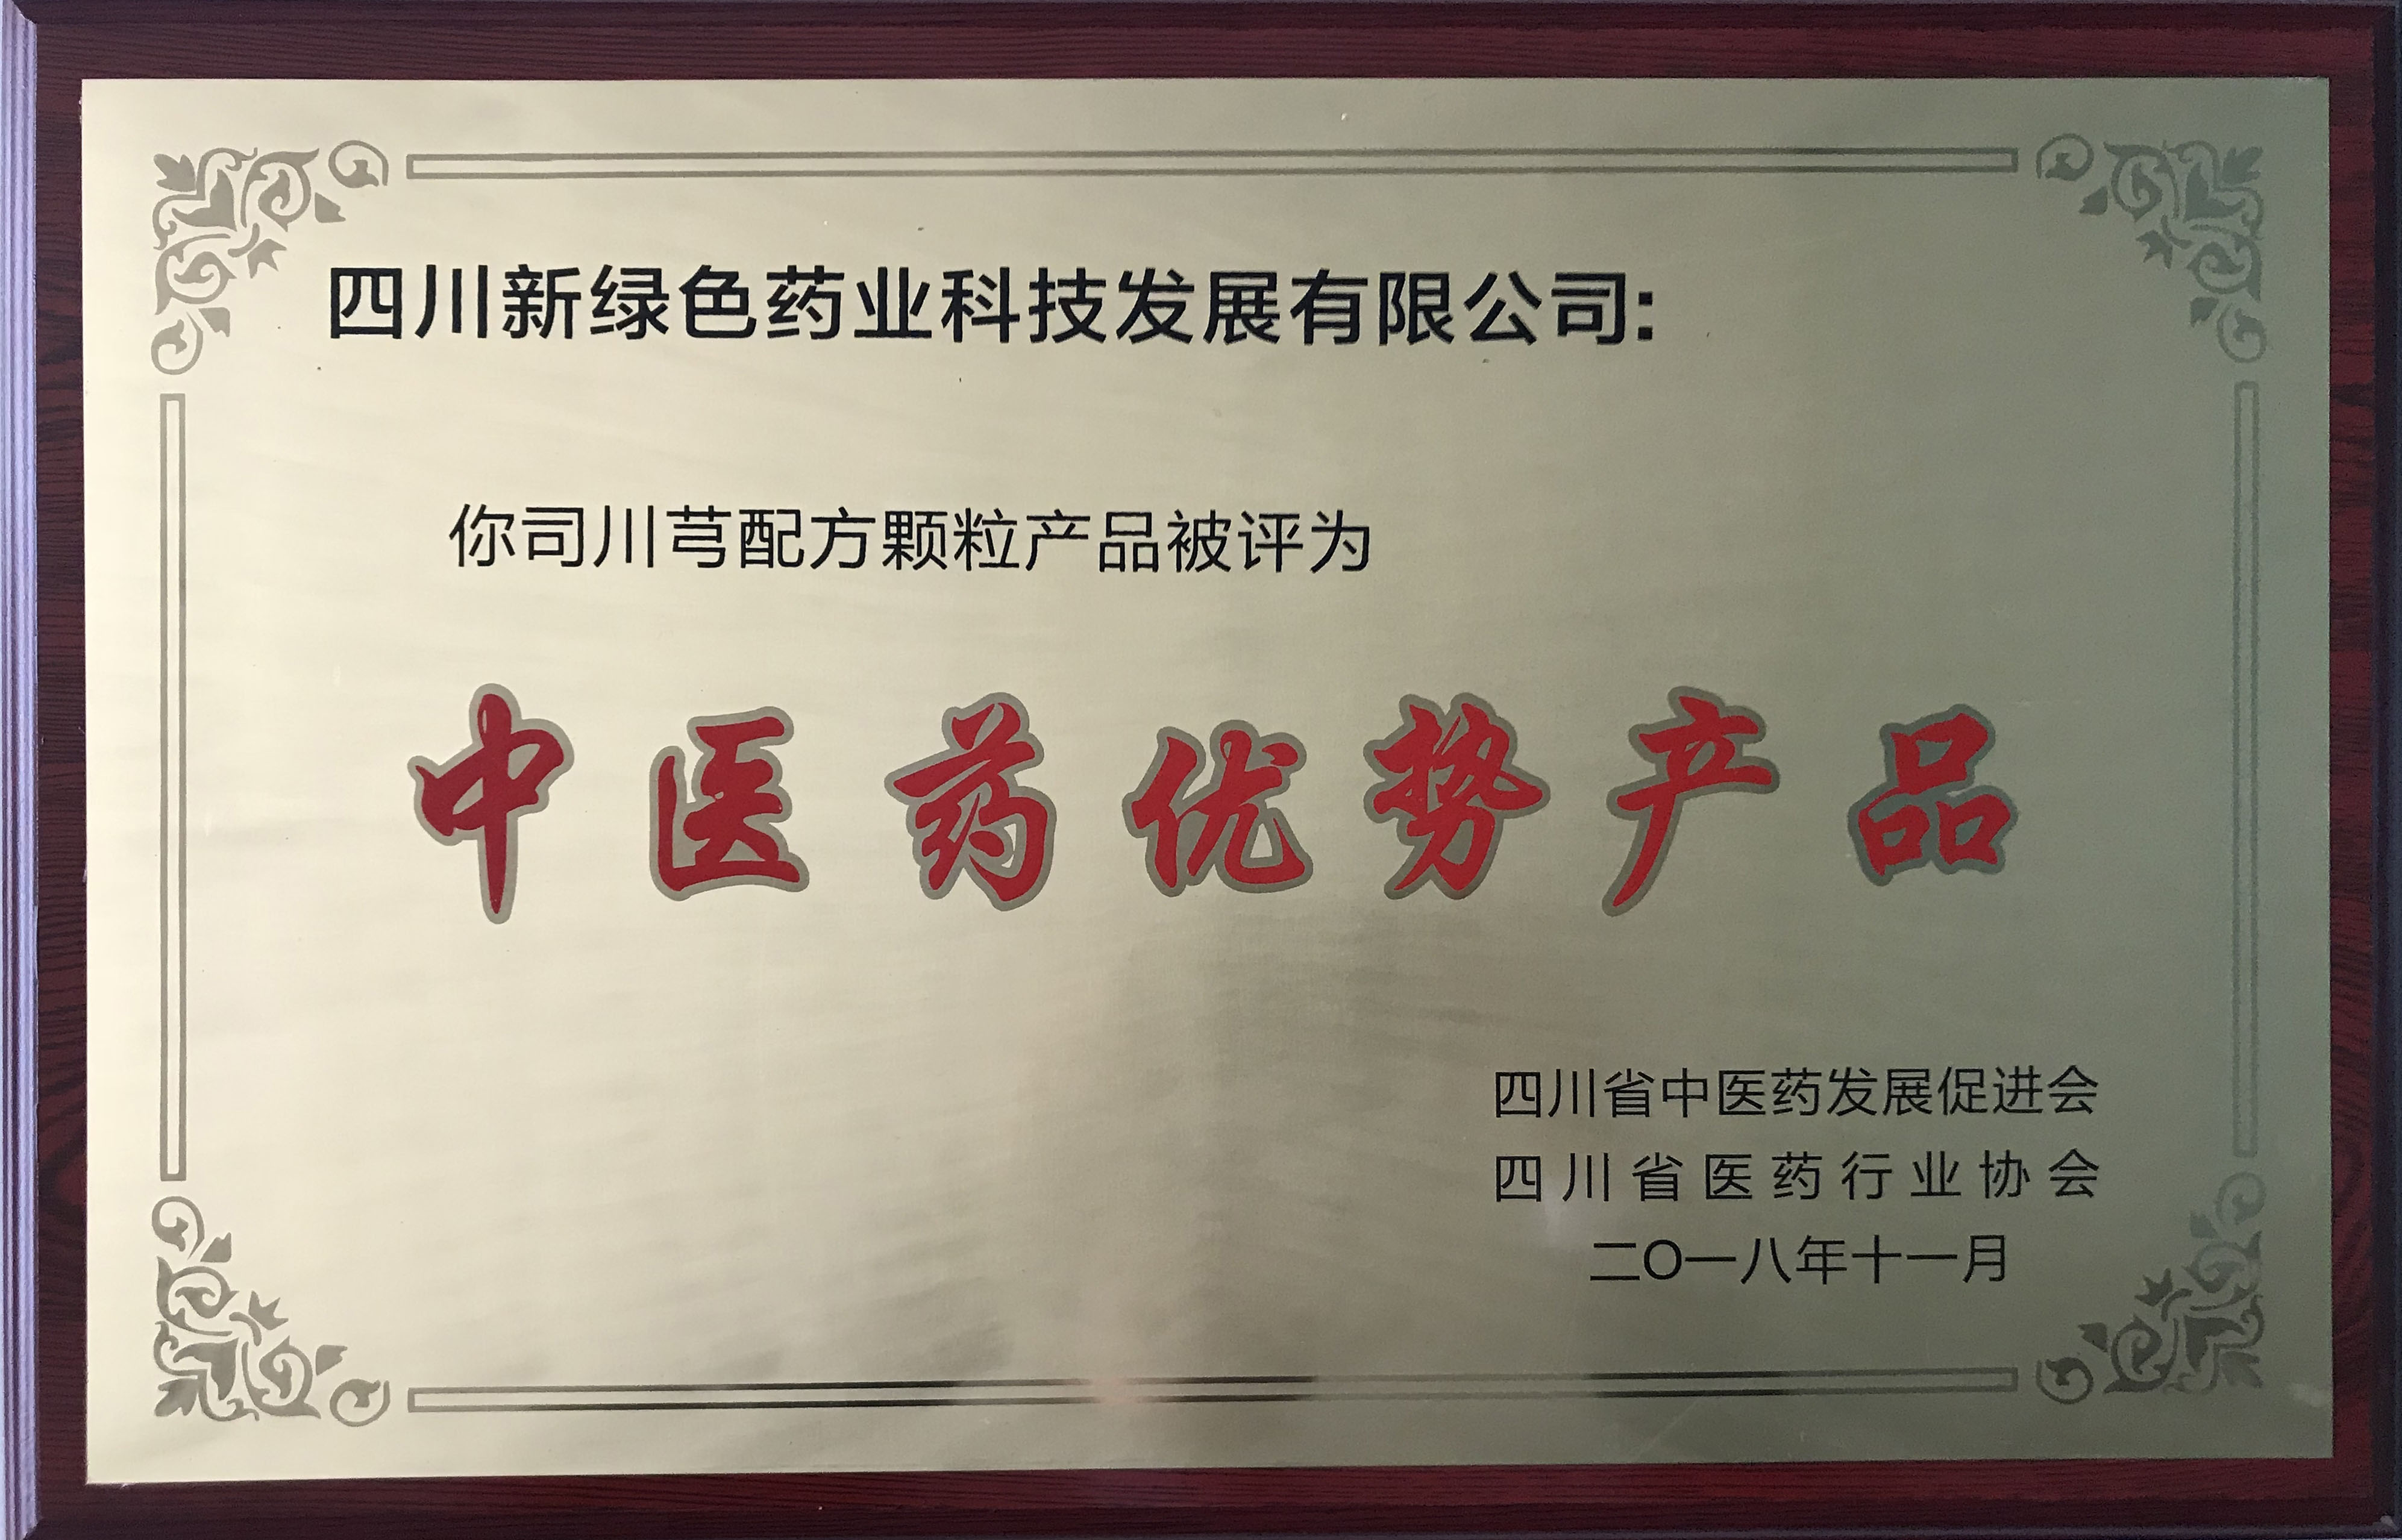 四川新绿色药业科技发展有限公司:
你司川芎配方颗粒产品被评为
中医药优势产品
四川省中医药发展促进会
四川省医药行业协会
二〇一八年十一月